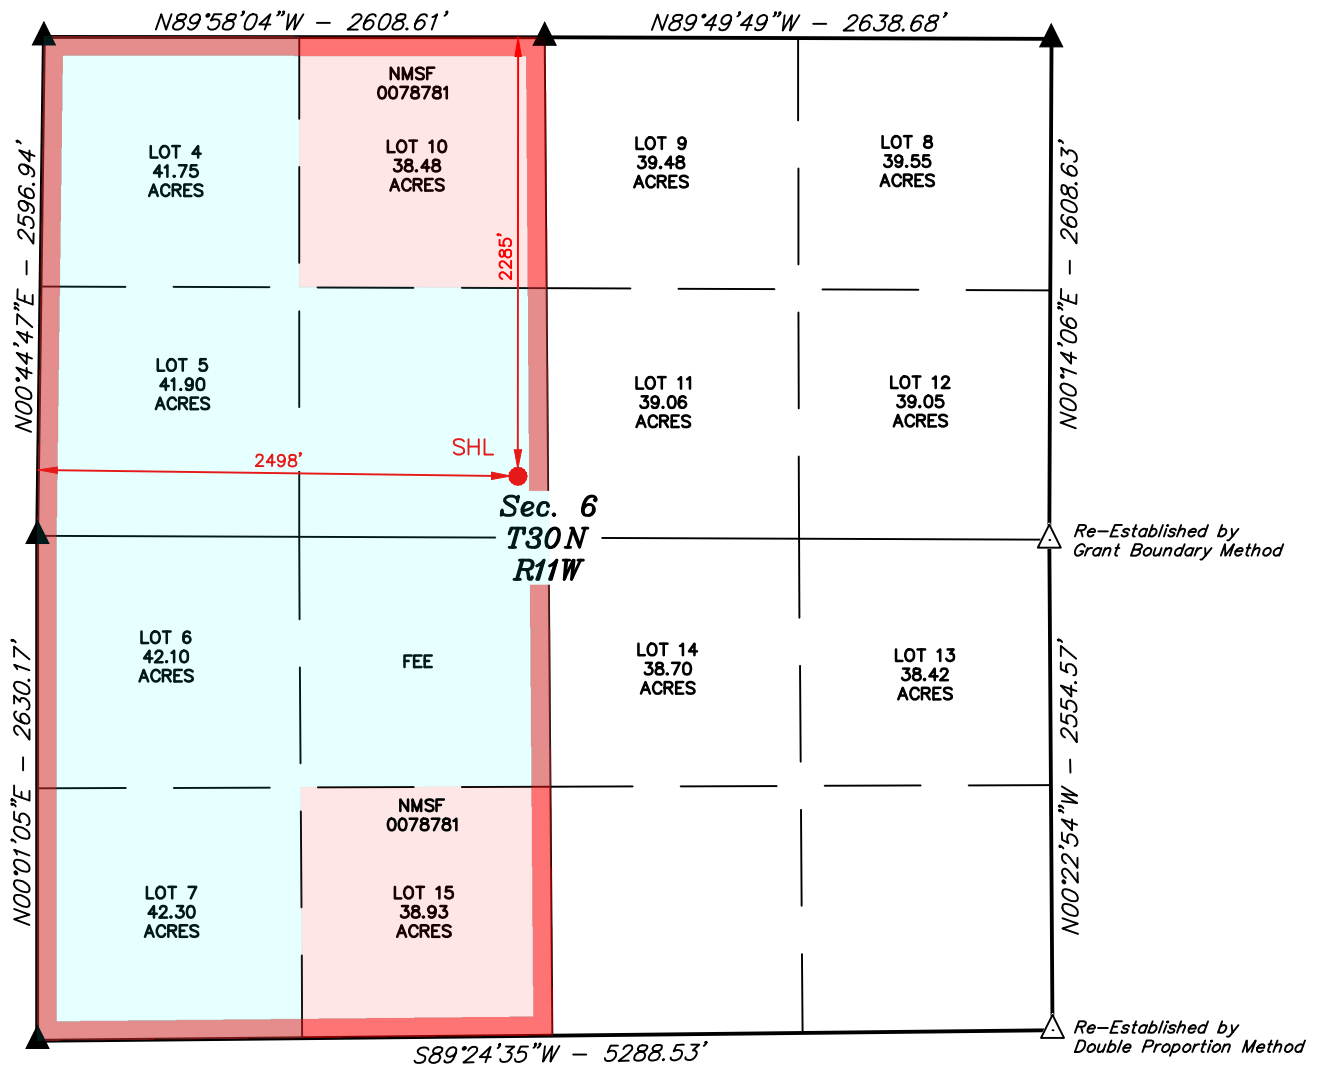 N89°58'04"W - 2608.61'
N89°49'49"W - 2638.68'
NMSF
0078781
LOT 4
41.75
ACRES
LOT 10
38.48
ACRES
LOT 9
39.48
ACRES
LOT 8
39.55
ACRES
N00°44'47"E - 2596.94'
2285'
N00°14'06"E - 2608.63'
LOT 5
41.90
ACRES
LOT 11
39.06
ACRES
LOT 12
39.05
ACRES
2498'
SHL
Sec. 6
T30N
R11W
Re-Established by
Grant Boundary Method
LOT 6
42.10
ACRES
FEE
LOT 14
38.70
ACRES
LOT 13
38.42
ACRES
N00°01'05"E - 2630.17'
N00°22'54"W - 2554.57'
NMSF
0078781
LOT 7
42.30
ACRES
LOT 15
38.93
ACRES
S89°24'35"W - 5288.53'
Re-Established by
Double Proportion Method